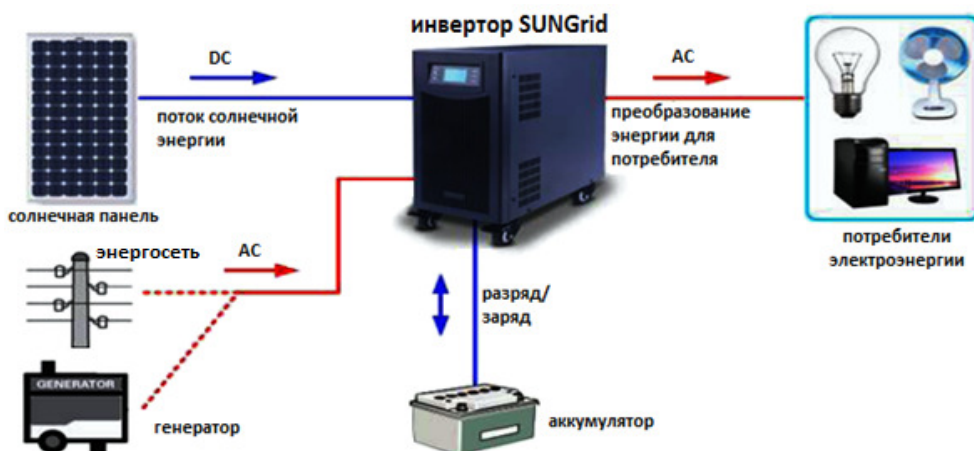 инвертор SUNGrid
DC
AC
поток солнечной
энергии
преобразование
энергии для
потребителя
солнечная панель
потребители
электроэнергии
энергосеть
AC
разряд/
заряд
GENERATOR
генератор
аккумулятор